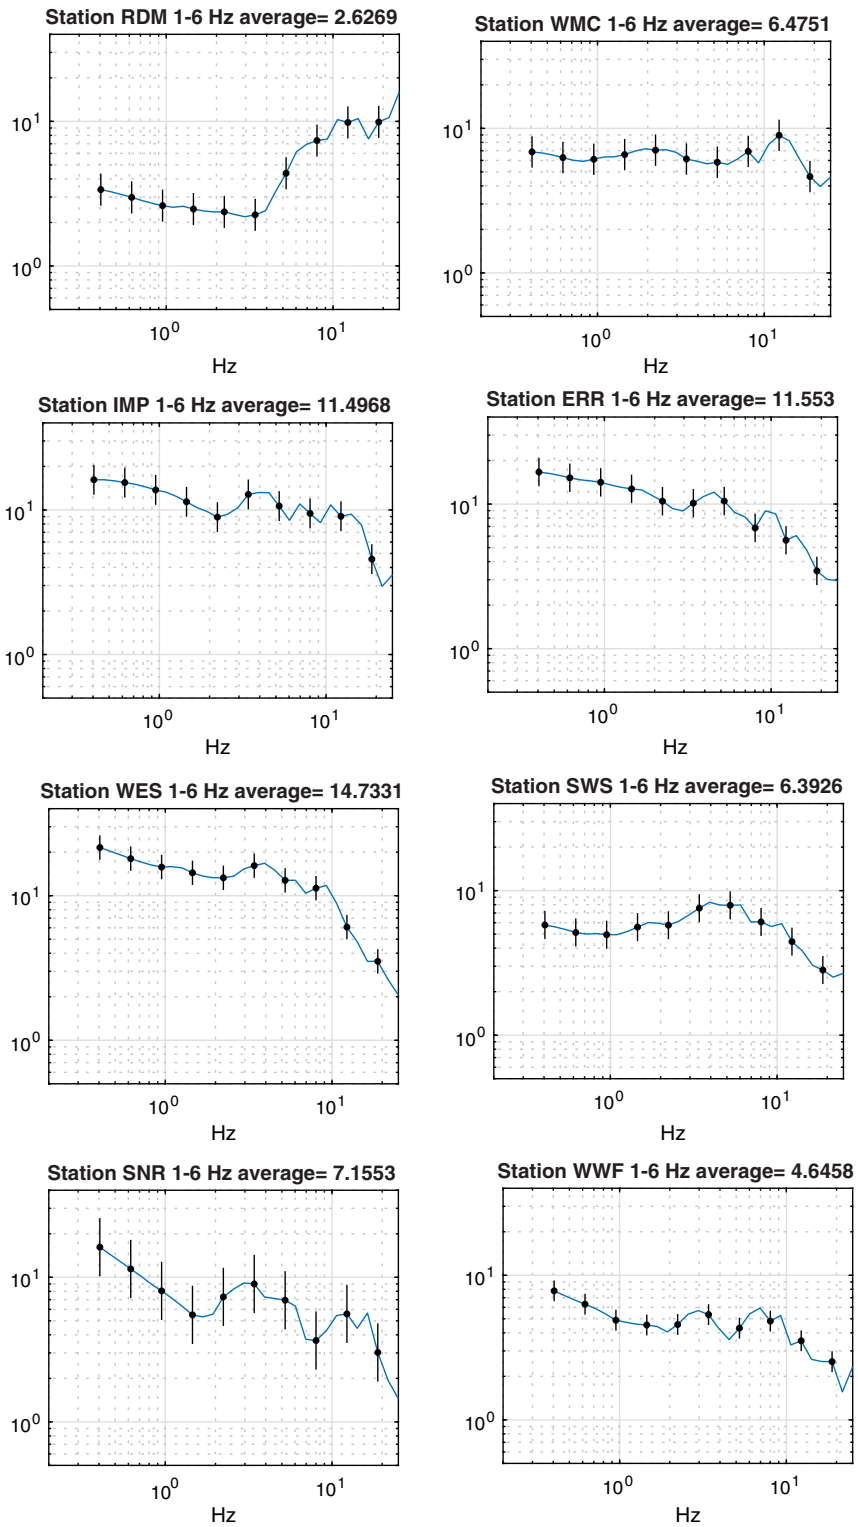 Station RDM 1-6 Hz average= 2.6269
10^1
10^0
10^0 10^1
Hz
Station WMC 1-6 Hz average= 6.4751
10^1
10^0
10^0 10^1
Hz
Station IMP 1-6 Hz average= 11.4968
10^1
10^0
10^0 10^1
Hz
Station ERR 1-6 Hz average= 11.553
10^1
10^0
10^0 10^1
Hz
Station WES 1-6 Hz average= 14.7331
10^1
10^0
10^0 10^1
Hz
Station SWS 1-6 Hz average= 6.3926
10^1
10^0
10^0 10^1
Hz
Station SNR 1-6 Hz average= 7.1553
10^1
10^0
10^0 10^1
Hz
Station WWF 1-6 Hz average= 4.6458
10^1
10^0
10^0 10^1
Hz